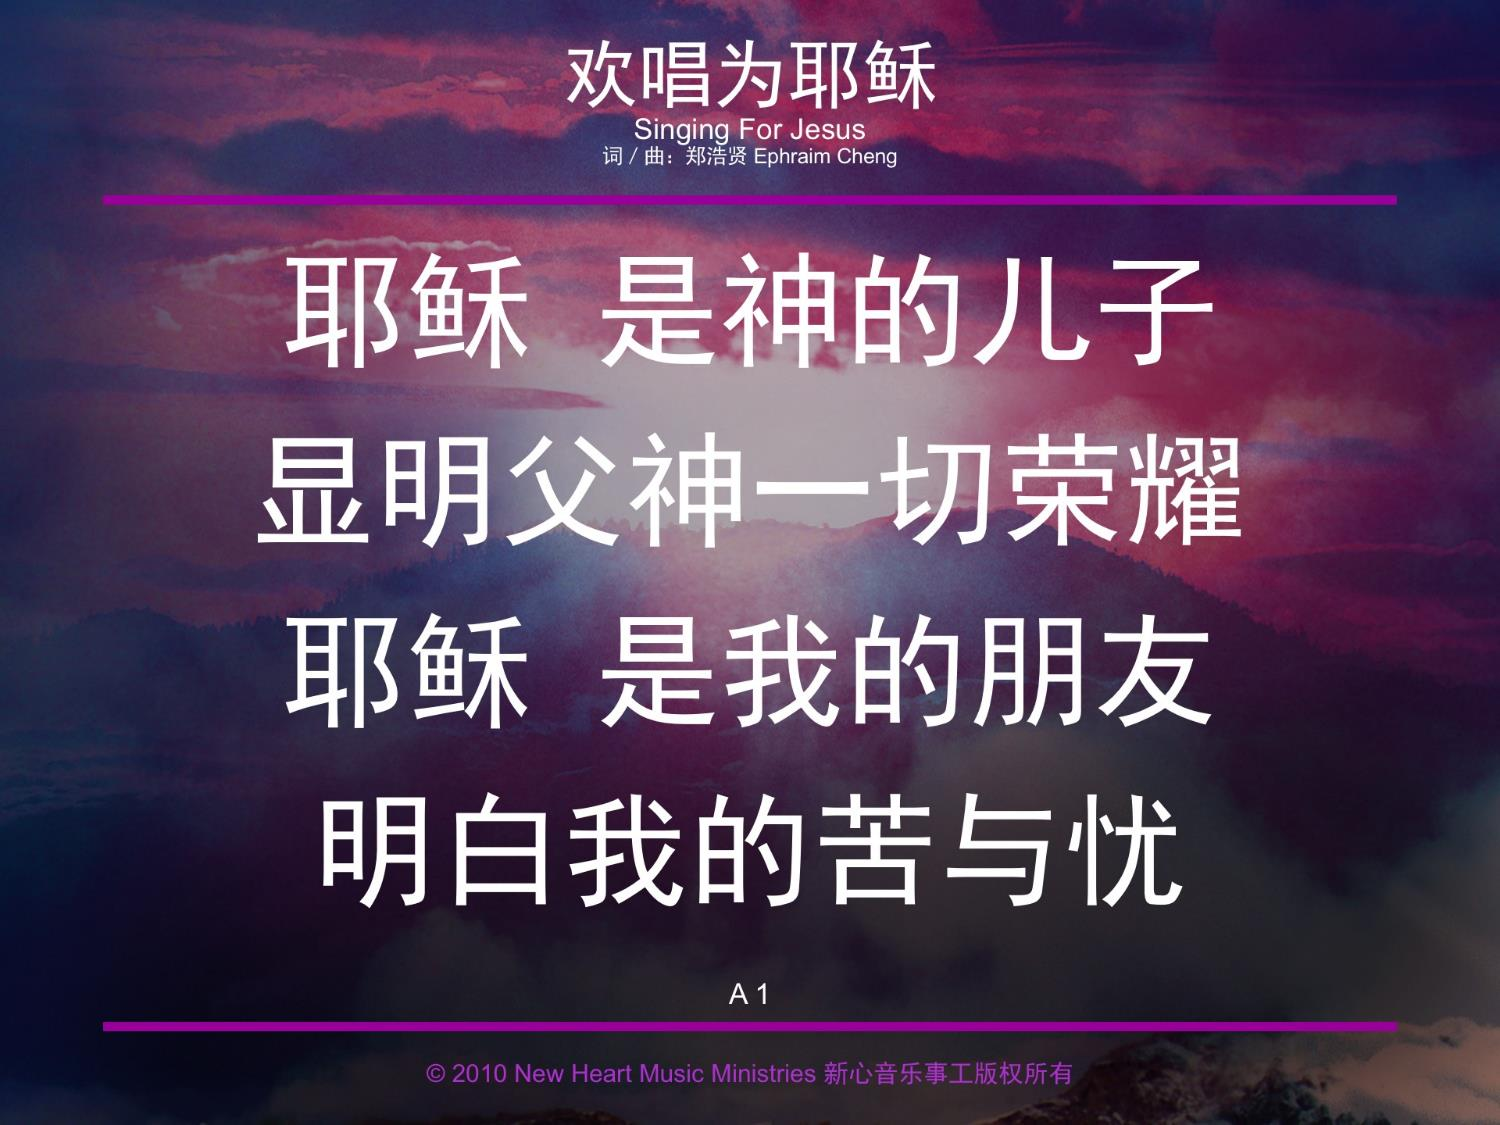 欢唱为耶稣
Singing For Jesus
词 / 曲：郑浩贤 Ephraim Cheng
耶稣 是神的儿子
显明父神一切荣耀
耶稣 是我的朋友
明白我的苦与忧
A 1
© 2010 New Heart Music Ministries 新心音乐事工版权所有